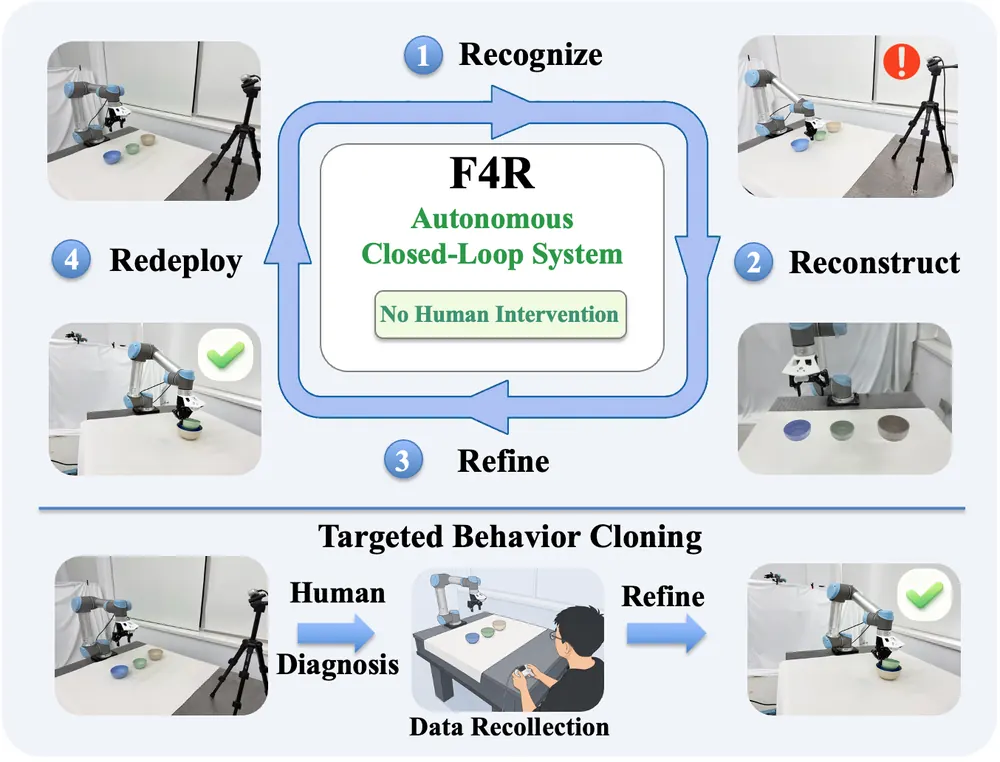 1 Recognize
F4R
Autonomous
Closed-Loop System
No Human Intervention
2 Reconstruct
3 Refine
4 Redeploy
Targeted Behavior Cloning
Human
Diagnosis
Data Recollection
Refine